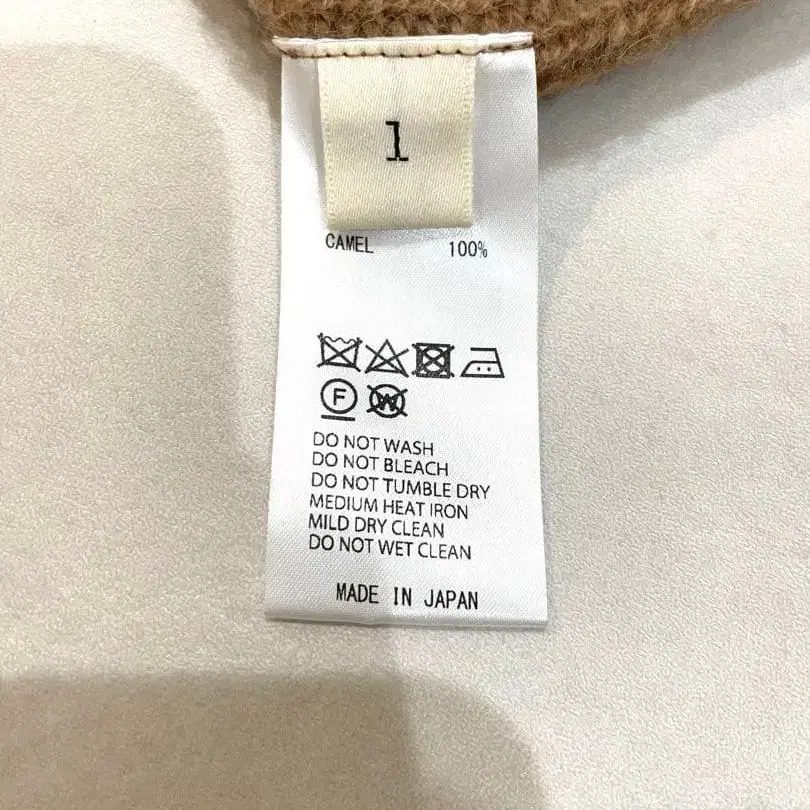 1
CAMEL 100%
F W
DO NOT WASH
DO NOT BLEACH
DO NOT TUMBLE DRY
MEDIUM HEAT IRON
MILD DRY CLEAN
DO NOT WET CLEAN
MADE IN JAPAN